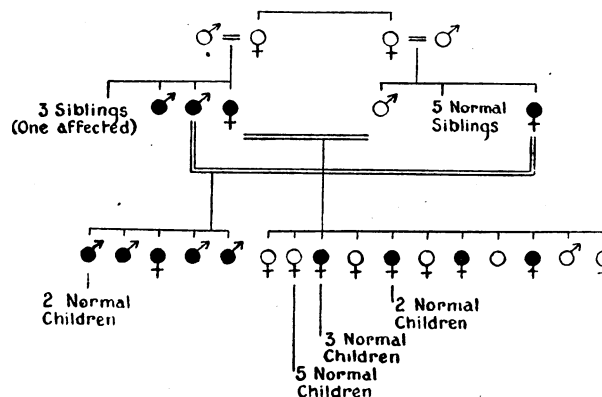 3 Siblings
(One affected)
5 Normal
Siblings
2 Normal
Children
2 Normal
Children
3 Normal
Children
5 Normal
Children